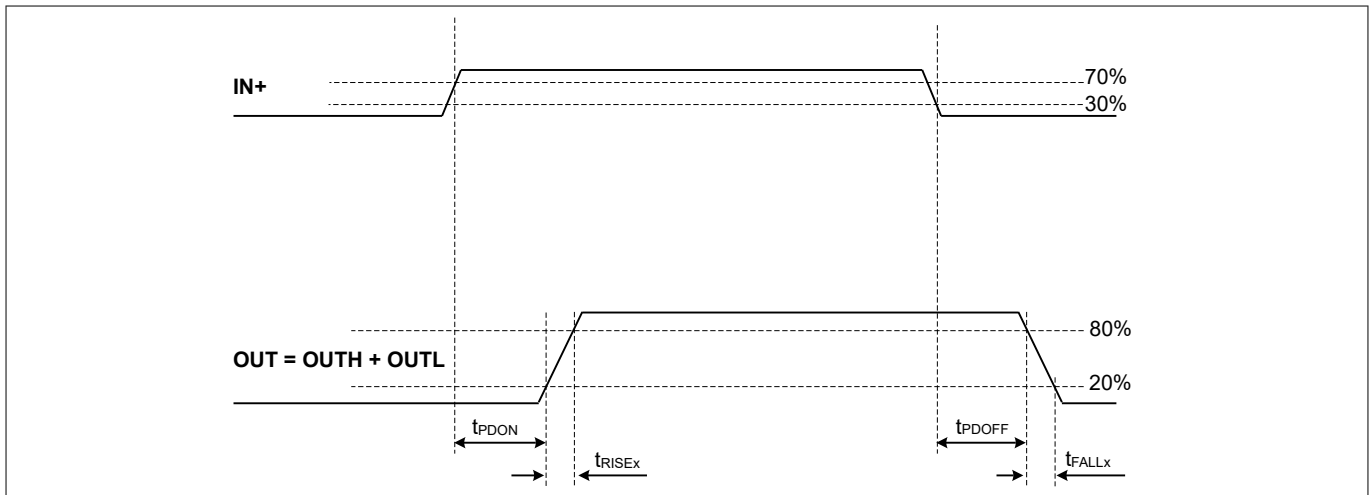 IN+
70%
30%
OUT = OUTH + OUTL
80%
20%
tPDON
tPDOFF
tRISEx
tFALLx